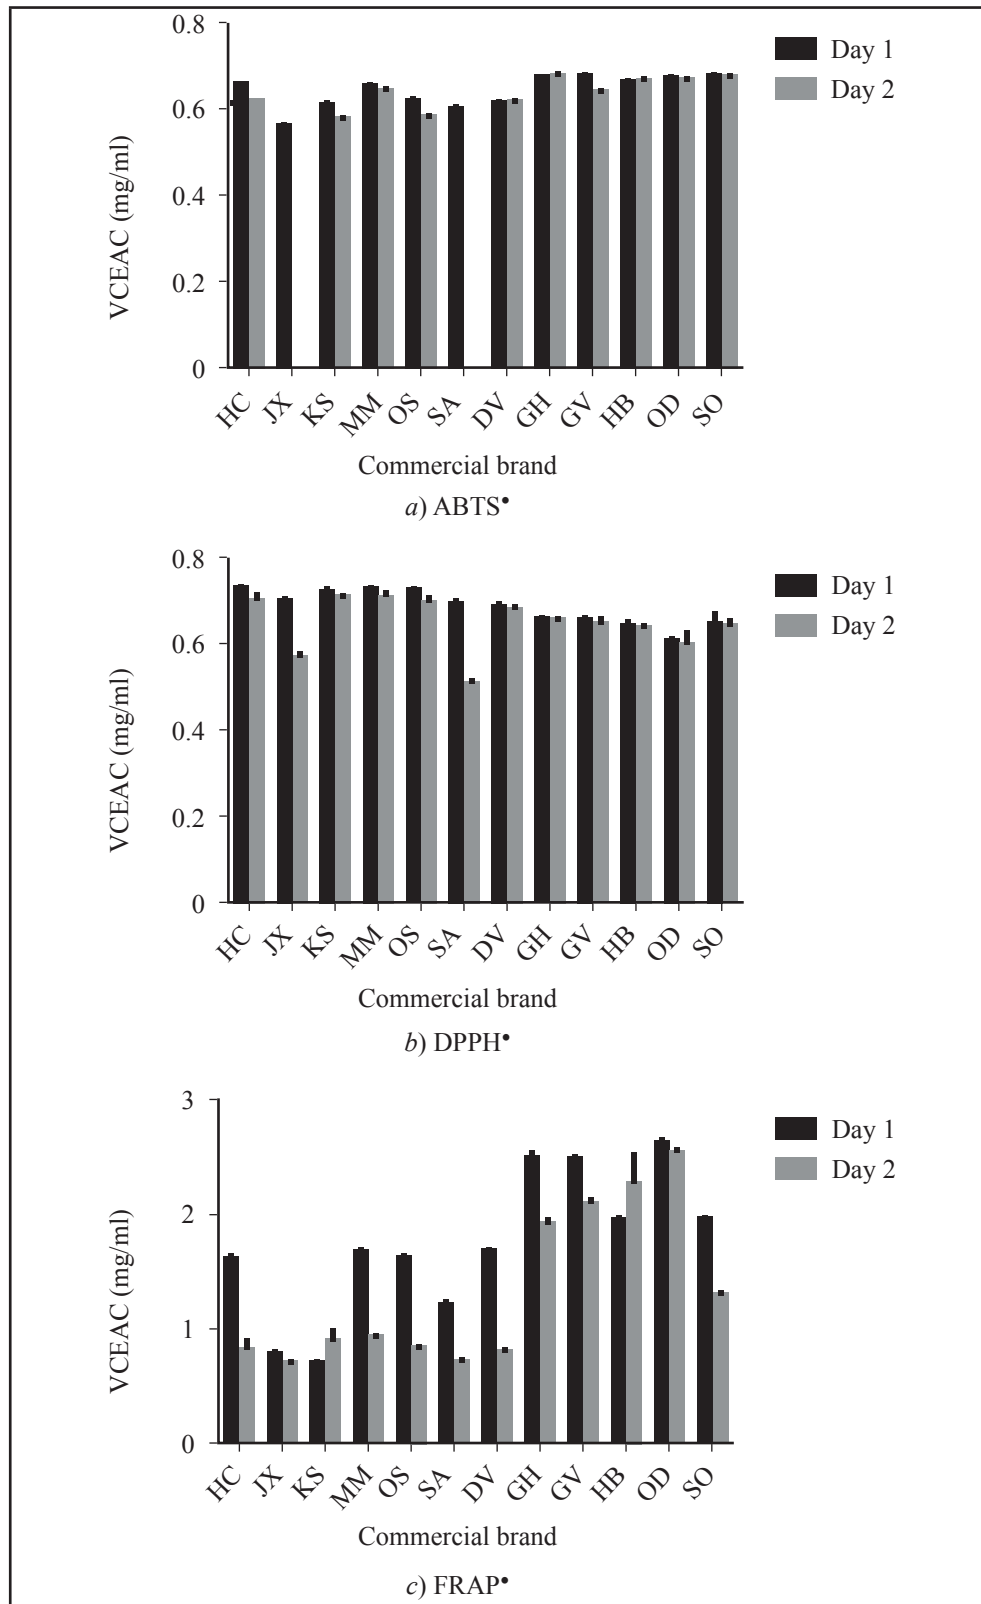 0.8
0.6
0.4
0.2
0
VCEAC (mg/ml)
Day 1
Day 2
HC JX KS MM OS SA DV GH GV HB OD SO
Commercial brand
a) ABTS•
0.8
0.6
0.4
0.2
0
VCEAC (mg/ml)
Day 1
Day 2
HC JX KS MM OS SA DV GH GV HB OD SO
Commercial brand
b) DPPH•
3
2
1
0
VCEAC (mg/ml)
Day 1
Day 2
HC JX KS MM OS SA DV GH GV HB OD SO
Commercial brand
c) FRAP•